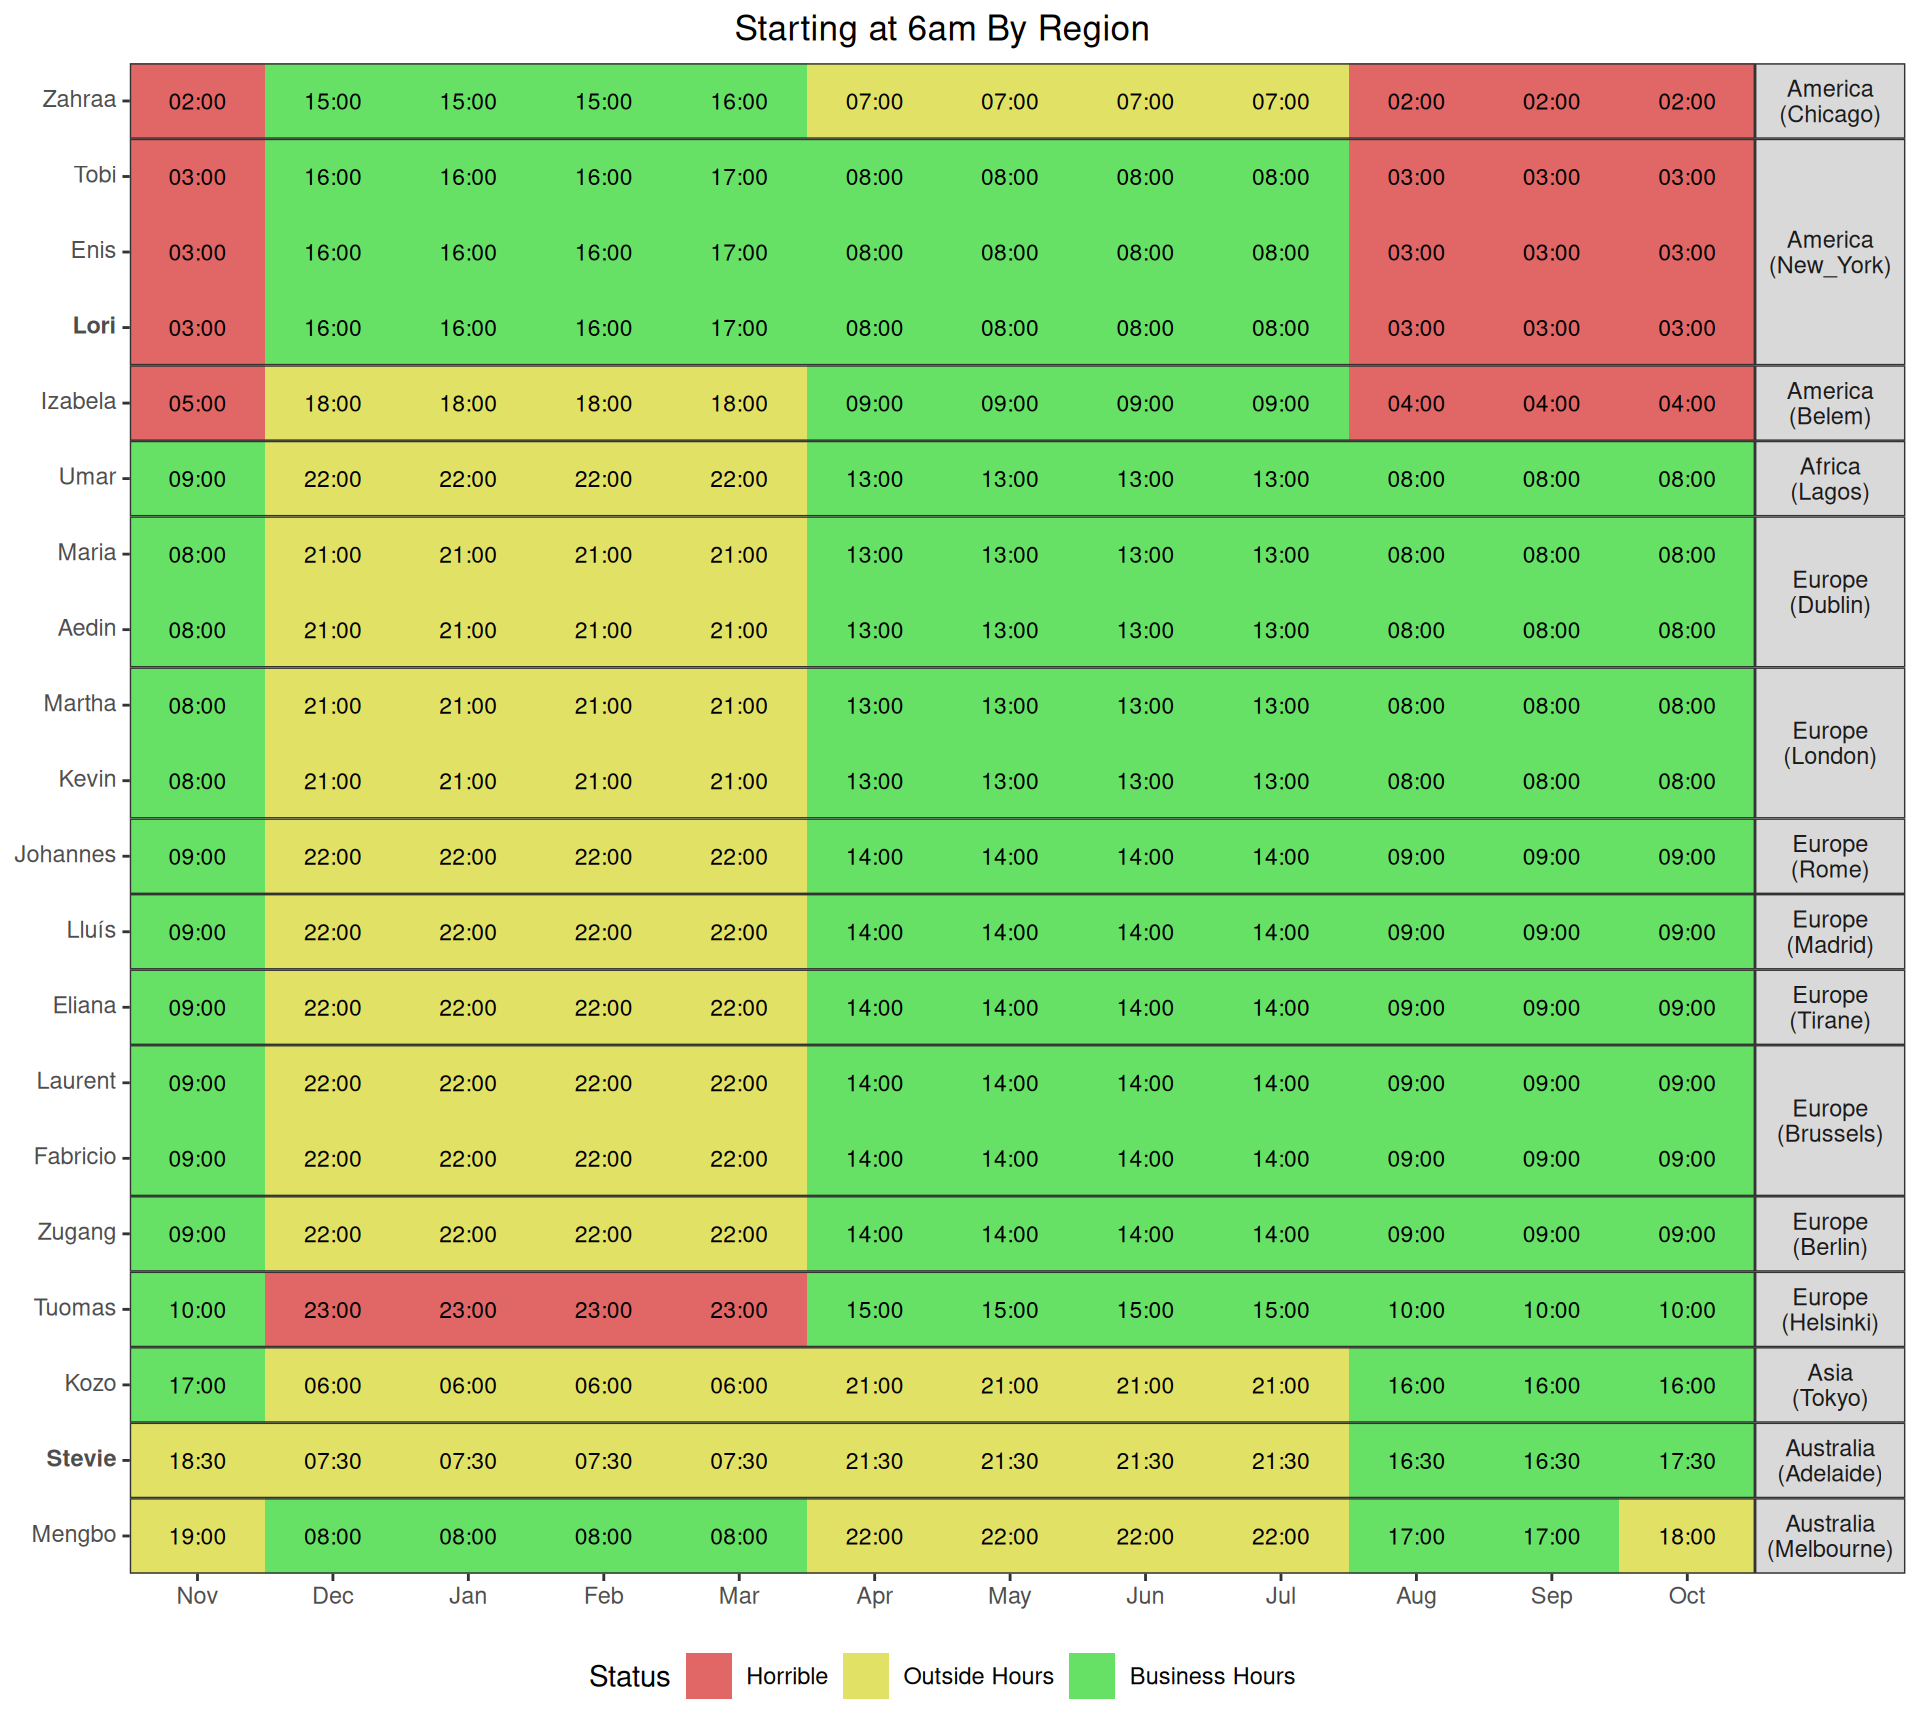 Starting at 6am By Region
Zahraa 02:00 15:00 15:00 15:00 16:00 07:00 07:00 07:00 07:00 02:00 02:00 02:00 America (Chicago)
Tobi 03:00 16:00 16:00 16:00 17:00 08:00 08:00 08:00 08:00 03:00 03:00 03:00
Enis 03:00 16:00 16:00 16:00 17:00 08:00 08:00 08:00 08:00 03:00 03:00 03:00 America (New_York)
Lori 03:00 16:00 16:00 16:00 17:00 08:00 08:00 08:00 08:00 03:00 03:00 03:00
Izabela 05:00 18:00 18:00 18:00 18:00 09:00 09:00 09:00 09:00 04:00 04:00 04:00 America (Belem)
Umar 09:00 22:00 22:00 22:00 22:00 13:00 13:00 13:00 13:00 08:00 08:00 08:00 Africa (Lagos)
Maria 08:00 21:00 21:00 21:00 21:00 13:00 13:00 13:00 13:00 08:00 08:00 08:00 Europe (Dublin)
Aedin 08:00 21:00 21:00 21:00 21:00 13:00 13:00 13:00 13:00 08:00 08:00 08:00
Martha 08:00 21:00 21:00 21:00 21:00 13:00 13:00 13:00 13:00 08:00 08:00 08:00 Europe (London)
Kevin 08:00 21:00 21:00 21:00 21:00 13:00 13:00 13:00 13:00 08:00 08:00 08:00
Johannes 09:00 22:00 22:00 22:00 22:00 14:00 14:00 14:00 14:00 09:00 09:00 09:00 Europe (Rome)
Lluís 09:00 22:00 22:00 22:00 22:00 14:00 14:00 14:00 14:00 09:00 09:00 09:00 Europe (Madrid)
Eliana 09:00 22:00 22:00 22:00 22:00 14:00 14:00 14:00 14:00 09:00 09:00 09:00 Europe (Tirane)
Laurent 09:00 22:00 22:00 22:00 22:00 14:00 14:00 14:00 14:00 09:00 09:00 09:00 Europe (Brussels)
Fabricio 09:00 22:00 22:00 22:00 22:00 14:00 14:00 14:00 14:00 09:00 09:00 09:00
Zugang 09:00 22:00 22:00 22:00 22:00 14:00 14:00 14:00 14:00 09:00 09:00 09:00 Europe (Berlin)
Tuomas 10:00 23:00 23:00 23:00 23:00 15:00 15:00 15:00 15:00 10:00 10:00 10:00 Europe (Helsinki)
Kozo 17:00 06:00 06:00 06:00 06:00 21:00 21:00 21:00 21:00 16:00 16:00 16:00 Asia (Tokyo)
Stevie 18:30 07:30 07:30 07:30 07:30 21:30 21:30 21:30 21:30 16:30 16:30 17:30 Australia (Adelaide)
Mengbo 19:00 08:00 08:00 08:00 08:00 22:00 22:00 22:00 22:00 17:00 17:00 18:00 Australia (Melbourne)
Nov Dec Jan Feb Mar Apr May Jun Jul Aug Sep Oct
Status Horrible Outside Hours Business Hours